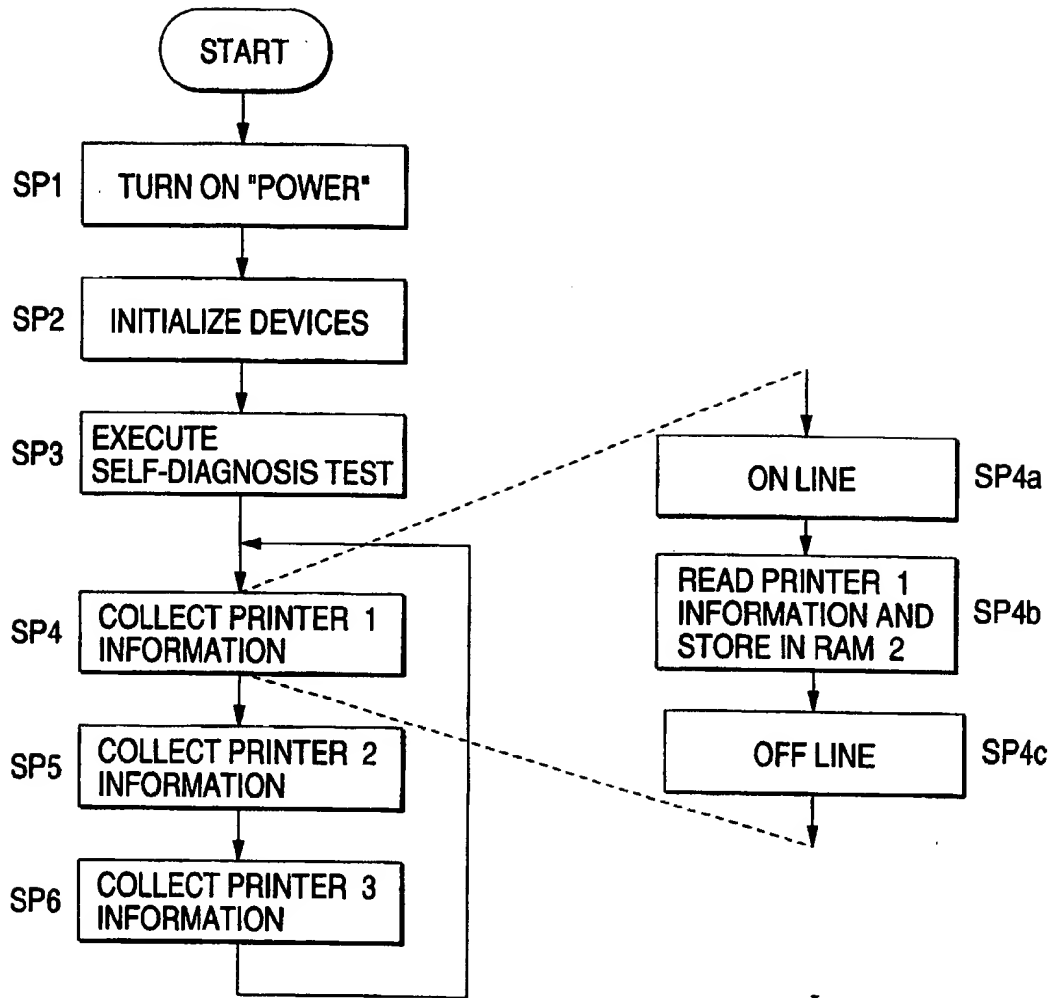 START
SP1
TURN ON "POWER"
SP2
INITIALIZE DEVICES
SP3
EXECUTE
SELF-DIAGNOSIS TEST
SP4
COLLECT PRINTER 1
INFORMATION
SP5
COLLECT PRINTER 2
INFORMATION
SP6
COLLECT PRINTER 3
INFORMATION
ON LINE
SP4a
READ PRINTER 1
INFORMATION AND
STORE IN RAM 2
SP4b
OFF LINE
SP4c